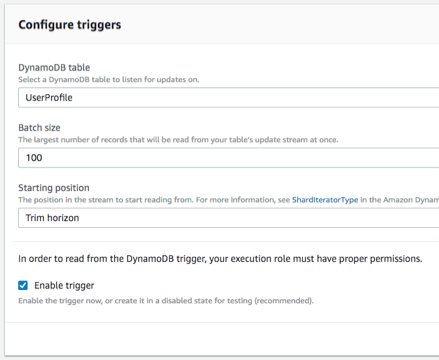 Configure triggers
DynamoDB table
Select a DynamoDB table to listen for updates on.
UserProfile
Batch size
The largest number of records that will be read from your table's update stream at once.
100
Starting position
The position in the stream to start reading from. For more information, see ShardIteratorType in the Amazon Dynam
Trim horizon
In order to read from the DynamoDB trigger, your execution role must have proper permissions.
Enable trigger
Enable the trigger now, or create it in a disabled state for testing (recommended).